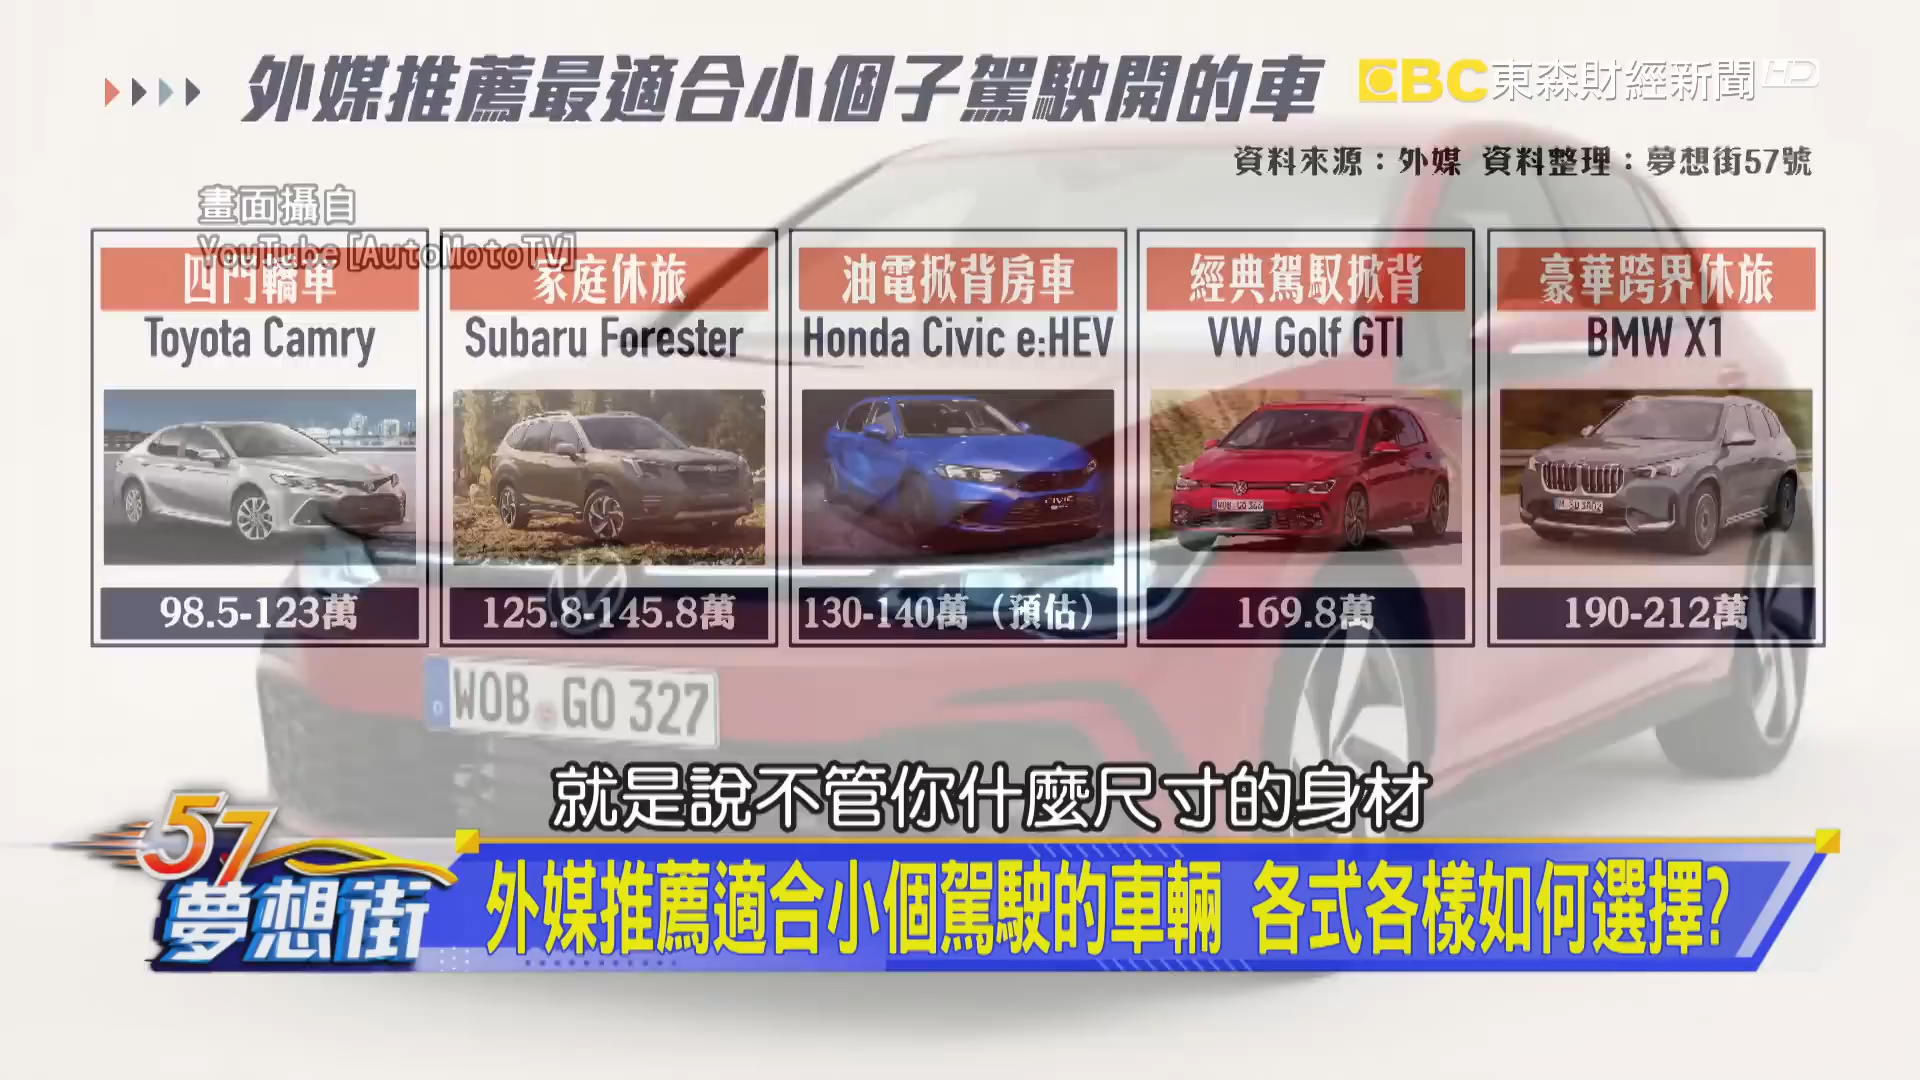 外媒推薦最適合小個子駕駛開的車
EBC 東森財經新聞 HD
資料來源：外媒 資料整理：夢想街57號
畫面攝自
YouTube [AutoMotoTV]
四門轎車
Toyota Camry
98.5-123萬
家庭休旅
Subaru Forester
125.8-145.8萬
油電掀背房車
Honda Civic e:HEV
CIVIC
130-140萬（預估）
經典駕馭掀背
VW Golf GTI
WOB GO 366
169.8萬
豪華跨界休旅
BMW X1
190-212萬
WOB GO 327
就是說不管你什麼尺寸的身材
57
夢想街
外媒推薦適合小個駕駛的車輛 各式各樣如何選擇?